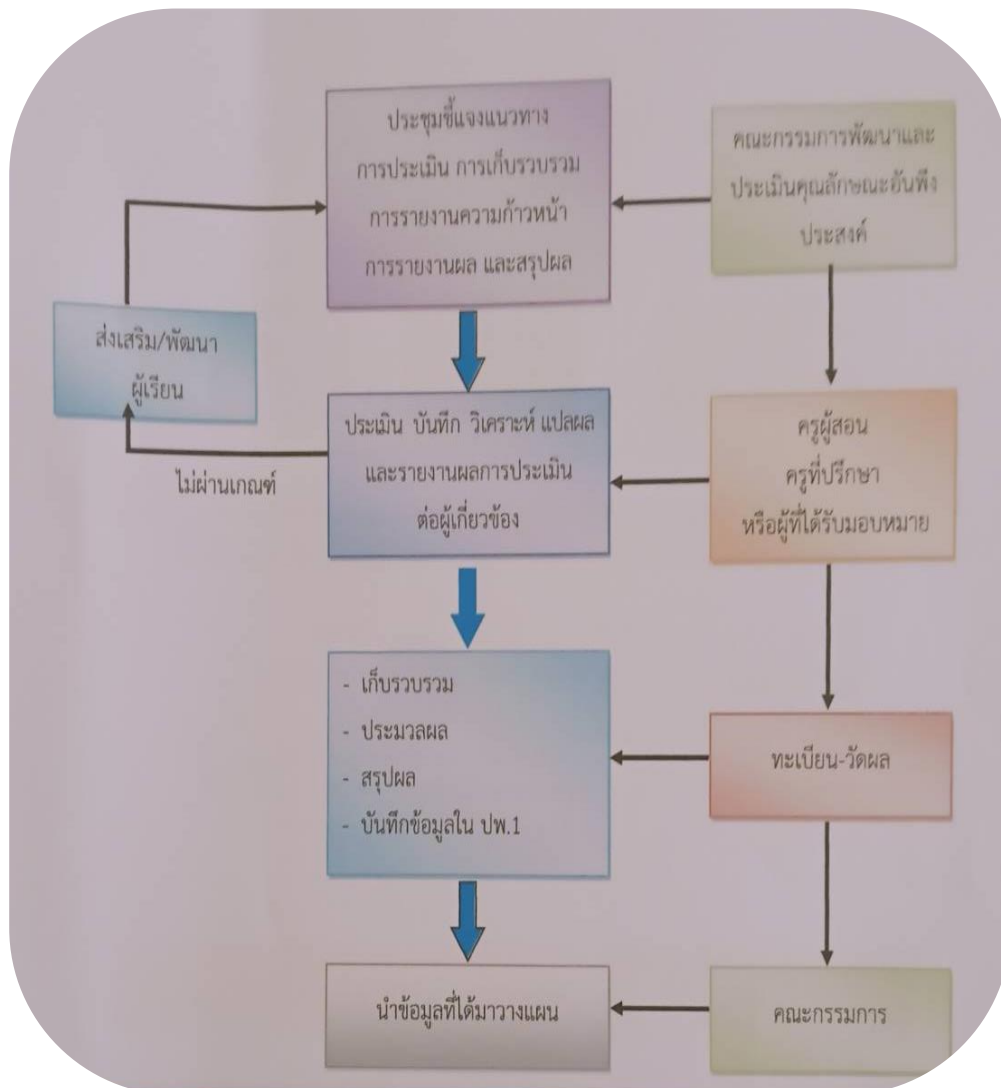 ประชุมชี้แจงแนวทาง
การประเมิน การเก็บรวบรวม
การรายงานความก้าวหน้า
การรายงานผล และสรุปผล
คณะกรรมการพัฒนาและ
ประเมินคุณลักษณะอันพึง
ประสงค์
ส่งเสริม/พัฒนา
ผู้เรียน
ไม่ผ่านเกณฑ์
ประเมิน บันทึก วิเคราะห์ แปลผล
และรายงานผลการประเมิน
ต่อผู้เกี่ยวข้อง
ครูผู้สอน
ครูที่ปรึกษา
หรือผู้ที่ได้รับมอบหมาย
- เก็บรวบรวม
- ประมวลผล
- สรุปผล
- บันทึกข้อมูลใน ปพ.1
ทะเบียน-วัดผล
นำข้อมูลที่ได้มาวางแผน
คณะกรรมการ